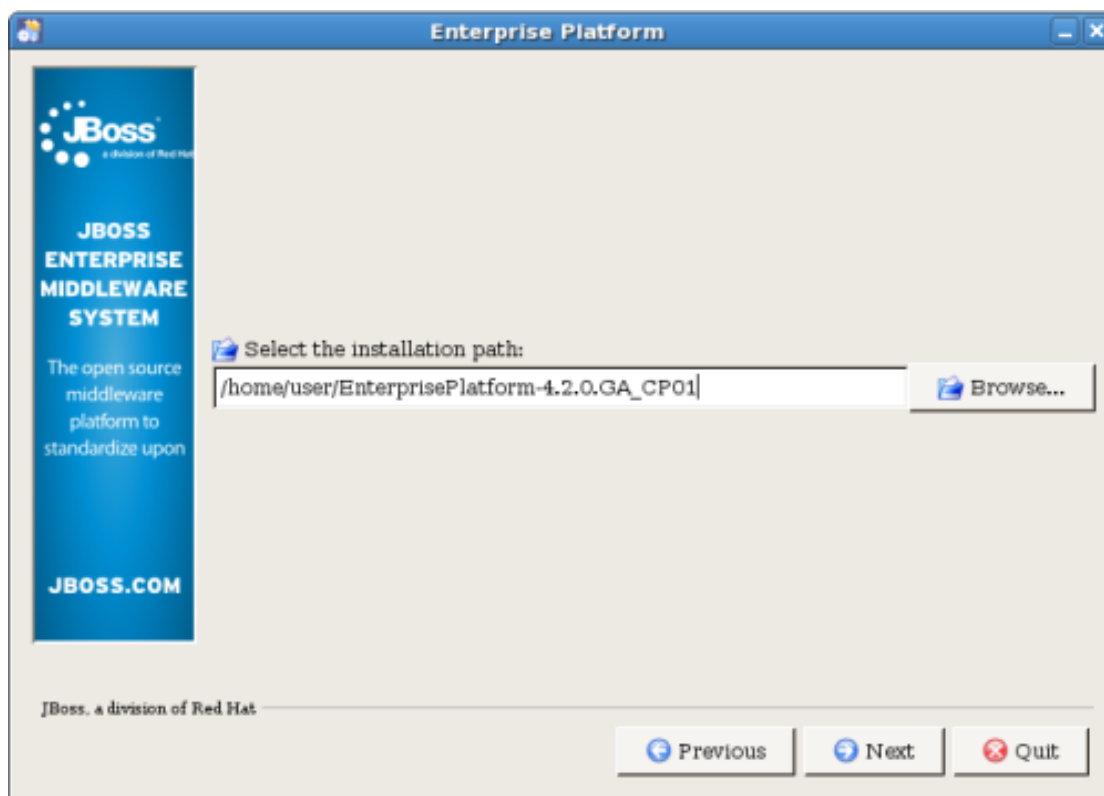 Enterprise Platform
JBoss
a division of Red Hat
JBOSS
ENTERPRISE
MIDDLEWARE
SYSTEM
The open source
middleware
platform to
standardize upon
JBOSS.COM
Select the installation path:
/home/user/EnterprisePlatform-4.2.0.GA_CP01
Browse...
JBoss, a division of Red Hat
Previous
Next
Quit